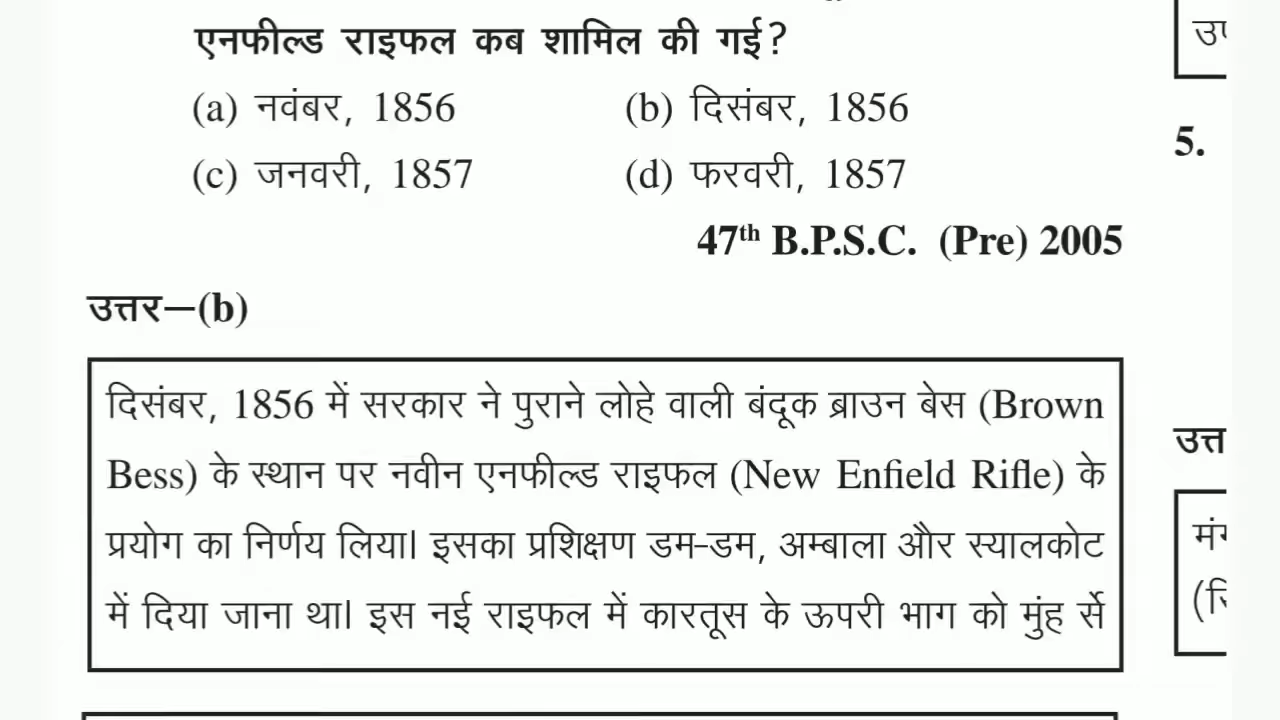 एनफील्ड राइफल कब शामिल की गई?
(a) नवंबर, 1856 (b) दिसंबर, 1856
(c) जनवरी, 1857 (d) फरवरी, 1857
47th B.P.S.C. (Pre) 2005
उत्तर—(b)
दिसंबर, 1856 में सरकार ने पुराने लोहे वाली बंदूक ब्राउन बेस (Brown
Bess) के स्थान पर नवीन एनफील्ड राइफल (New Enfield Rifle) के
प्रयोग का निर्णय लिया। इसका प्रशिक्षण डम-डम, अम्बाला और स्यालकोट
में दिया जाना था। इस नई राइफल में कारतूस के ऊपरी भाग को मुंह से
5.